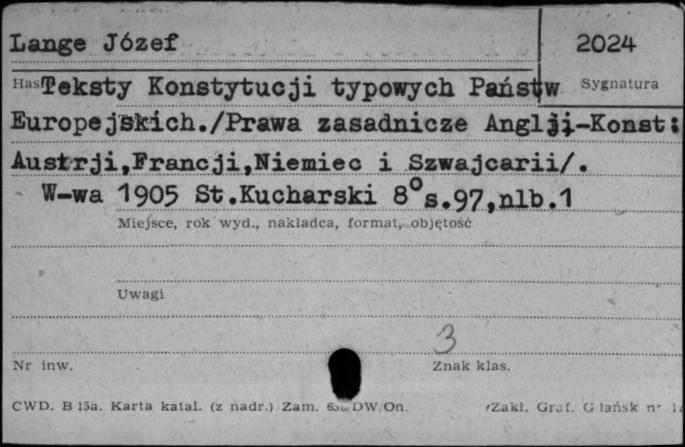 Lange Józef 2024
Teksty Konstytucji typowych Państw Sygnatura
Europejskich./Prawa zasadnicze Anglji-Konst:
Austrji,Francji,Niemiec i Szwajcarii/.
W-wa 1905 St.Kucharski 8° s.97,nlb.1
Miejsce, rok wyd., nakładca, format, objętość
Uwagi
3
Nr inw. Znak klas.
CWD. B 15a. Karta katal. (z nadr.) Zam. DW/On. Zakł. Graf. Gdańsk n